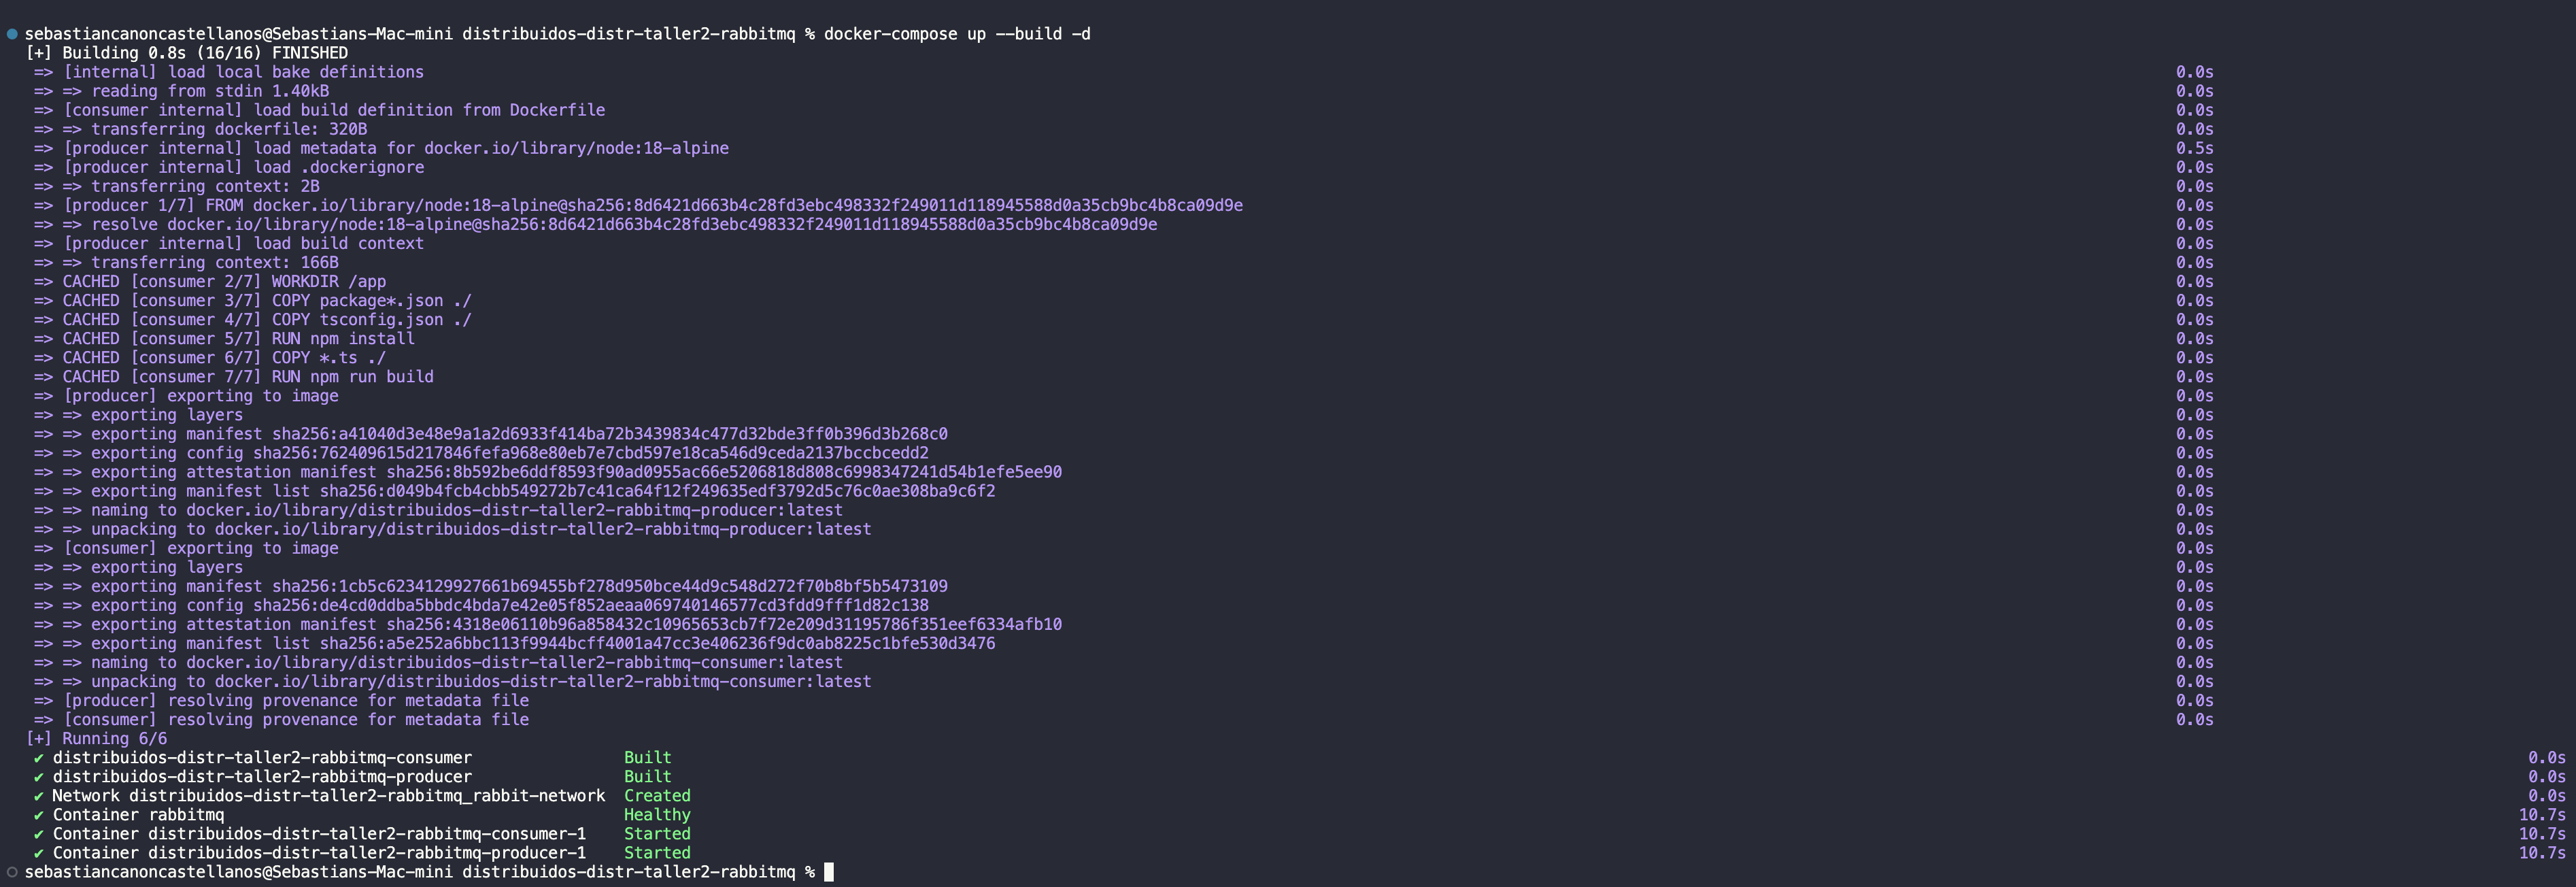 sebastiancanoncastellanos@Sebastians-Mac-mini distribuidos-distr-taller2-rabbitmq % docker-compose up --build -d
[+] Building 0.8s (16/16) FINISHED
=> [internal] load local bake definitions 0.0s
=> => reading from stdin 1.40kB 0.0s
=> [consumer internal] load build definition from Dockerfile 0.0s
=> => transferring dockerfile: 320B 0.0s
=> [producer internal] load metadata for docker.io/library/node:18-alpine 0.5s
=> [producer internal] load .dockerignore 0.0s
=> => transferring context: 2B 0.0s
=> [producer 1/7] FROM docker.io/library/node:18-alpine@sha256:8d6421d663b4c28fd3ebc498332f249011d118945588d0a35cb9bc4b8ca09d9e 0.0s
=> => resolve docker.io/library/node:18-alpine@sha256:8d6421d663b4c28fd3ebc498332f249011d118945588d0a35cb9bc4b8ca09d9e 0.0s
=> [producer internal] load build context 0.0s
=> => transferring context: 166B 0.0s
=> CACHED [consumer 2/7] WORKDIR /app 0.0s
=> CACHED [consumer 3/7] COPY package*.json ./ 0.0s
=> CACHED [consumer 4/7] COPY tsconfig.json ./ 0.0s
=> CACHED [consumer 5/7] RUN npm install 0.0s
=> CACHED [consumer 6/7] COPY *.ts ./ 0.0s
=> CACHED [consumer 7/7] RUN npm run build 0.0s
=> [producer] exporting to image 0.0s
=> => exporting layers 0.0s
=> => exporting manifest sha256:a41040d3e48e9a1a2d6933f414ba72b3439834c477d32bde3ff0b396d3b268c0 0.0s
=> => exporting config sha256:762409615d217846fefa968e80eb7e7cbd597e18ca546d9ceda2137bccbcedd2 0.0s
=> => exporting attestation manifest sha256:8b592be6ddf8593f90ad0955ac66e5206818d808c6998347241d54b1efe5ee90 0.0s
=> => exporting manifest list sha256:d049b4fcb4cbb549272b7c41ca64f12f249635edf3792d5c76c0ae308ba9c6f2 0.0s
=> => naming to docker.io/library/distribuidos-distr-taller2-rabbitmq-producer:latest 0.0s
=> => unpacking to docker.io/library/distribuidos-distr-taller2-rabbitmq-producer:latest 0.0s
=> [consumer] exporting to image 0.0s
=> => exporting layers 0.0s
=> => exporting manifest sha256:1cb5c6234129927661b69455bf278d950bce44d9c548d272f70b8bf5b5473109 0.0s
=> => exporting config sha256:de4cd0ddba5bbdc4bda7e42e05f852aeaa069740146577cd3fdd9fff1d82c138 0.0s
=> => exporting attestation manifest sha256:4318e06110b96a858432c10965653cb7f72e209d31195786f351eef6334afb10 0.0s
=> => exporting manifest list sha256:a5e252a6bbc113f9944bcff4001a47cc3e406236f9dc0ab8225c1bfe530d3476 0.0s
=> => naming to docker.io/library/distribuidos-distr-taller2-rabbitmq-consumer:latest 0.0s
=> => unpacking to docker.io/library/distribuidos-distr-taller2-rabbitmq-consumer:latest 0.0s
=> [producer] resolving provenance for metadata file 0.0s
=> [consumer] resolving provenance for metadata file 0.0s
[+] Running 6/6
✔ distribuidos-distr-taller2-rabbitmq-consumer Built 0.0s
✔ distribuidos-distr-taller2-rabbitmq-producer Built 0.0s
✔ Network distribuidos-distr-taller2-rabbitmq_rabbit-network Created 0.0s
✔ Container rabbitmq Healthy 10.7s
✔ Container distribuidos-distr-taller2-rabbitmq-consumer-1 Started 10.7s
✔ Container distribuidos-distr-taller2-rabbitmq-producer-1 Started 10.7s
sebastiancanoncastellanos@Sebastians-Mac-mini distribuidos-distr-taller2-rabbitmq %